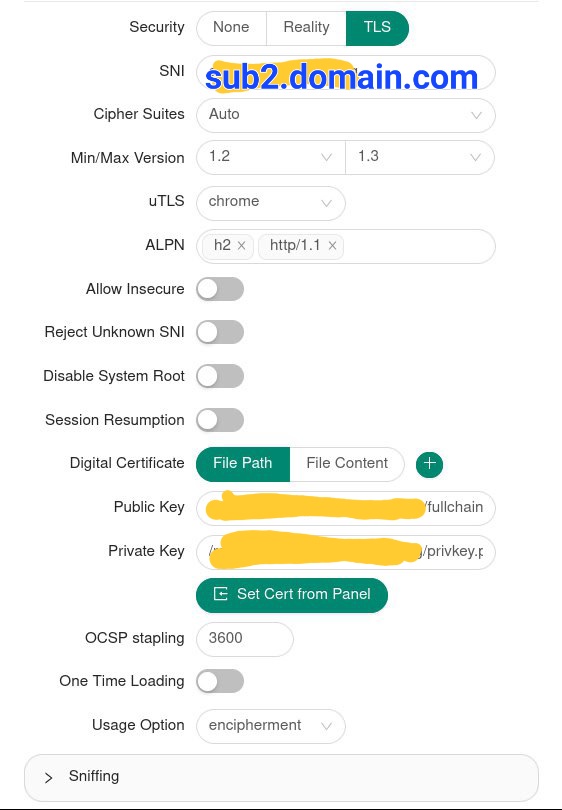 Security None Reality TLS
SNI sub2.domain.com
Cipher Suites Auto
Min/Max Version 1.2 1.3
uTLS chrome
ALPN h2 × http/1.1 ×
Allow Insecure
Reject Unknown SNI
Disable System Root
Session Resumption
Digital Certificate File Path File Content +
Public Key /fullchain
Private Key /privkey.p
Set Cert from Panel
OCSP stapling 3600
One Time Loading
Usage Option encipherment
Sniffing